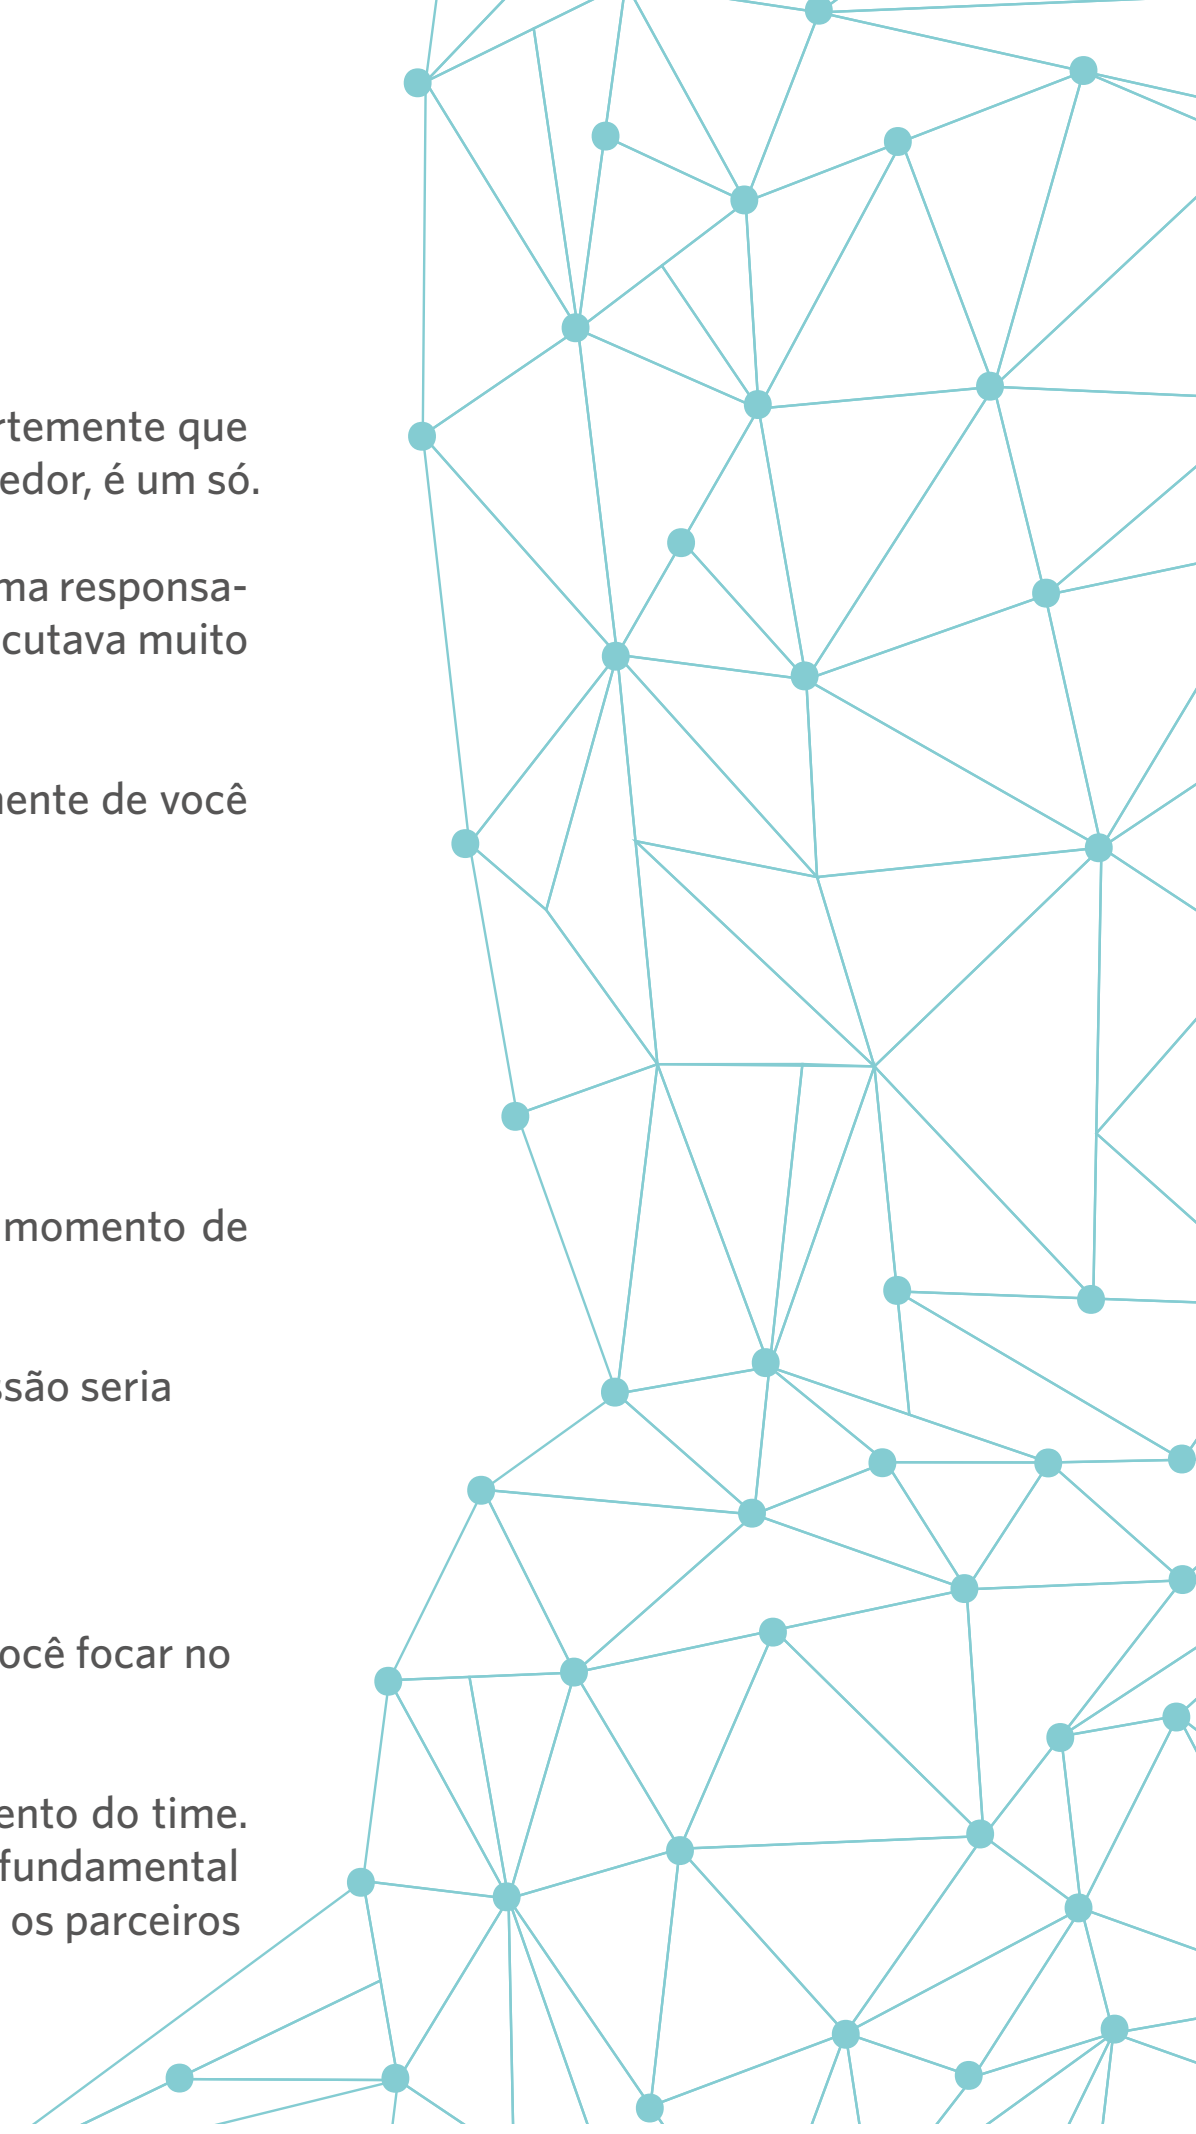 rtemente que
edor, é um só.
ma responsa-
cutava muito
nente de você
momento de
ssão seria
ocê focar no
ento do time.
fundamental
os parceiros